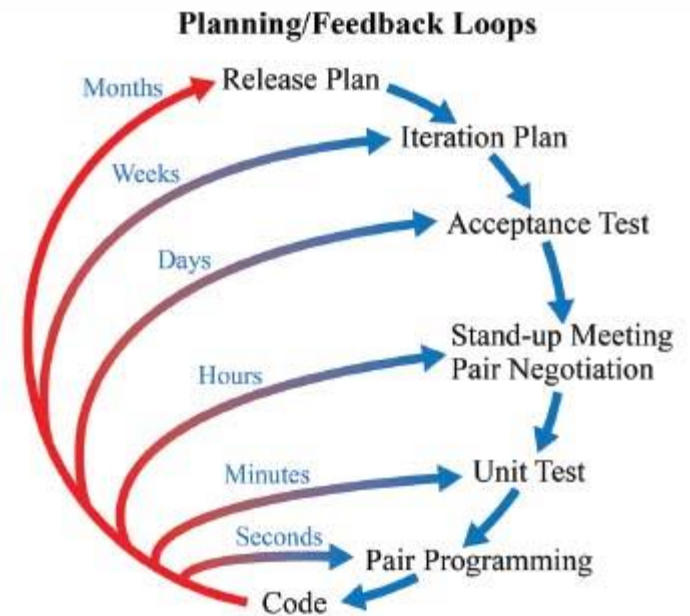 Planning/Feedback Loops
Months
Release Plan
Iteration Plan
Weeks
Acceptance Test
Days
Stand-up Meeting
Pair Negotiation
Hours
Unit Test
Minutes
Seconds
Pair Programming
Code